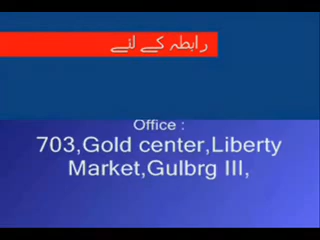 رابطہ کے لئے
Office :
703,Gold center,Liberty
Market,Gulbrg III,